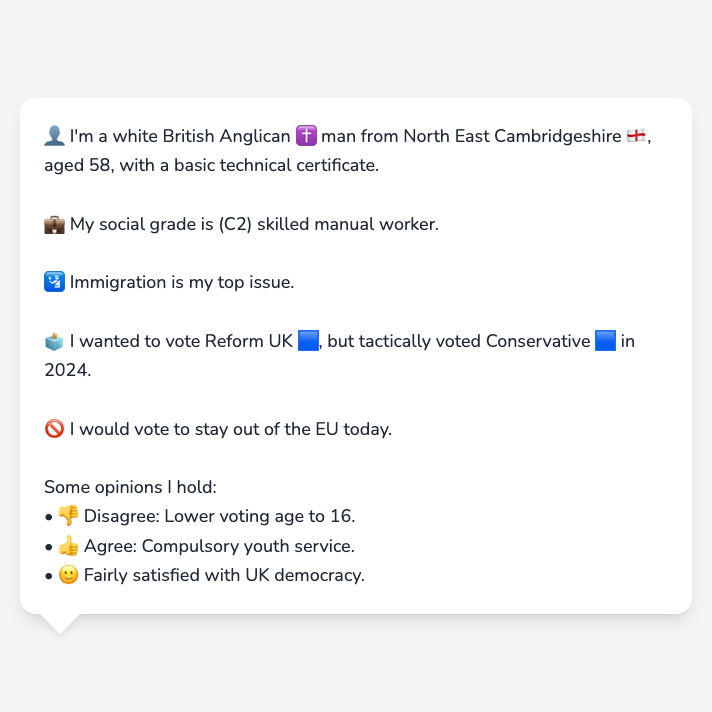 👤 I'm a white British Anglican ✝️ man from North East Cambridgeshire 🏴󠁧󠁢󠁥󠁮󠁧󠁿,
aged 58, with a basic technical certificate.
💼 My social grade is (C2) skilled manual worker.
🛂 Immigration is my top issue.
🗳️ I wanted to vote Reform UK 🟦, but tactically voted Conservative 🟦 in
2024.
🚫 I would vote to stay out of the EU today.
Some opinions I hold:
• 👎 Disagree: Lower voting age to 16.
• 👍 Agree: Compulsory youth service.
• 🙂 Fairly satisfied with UK democracy.